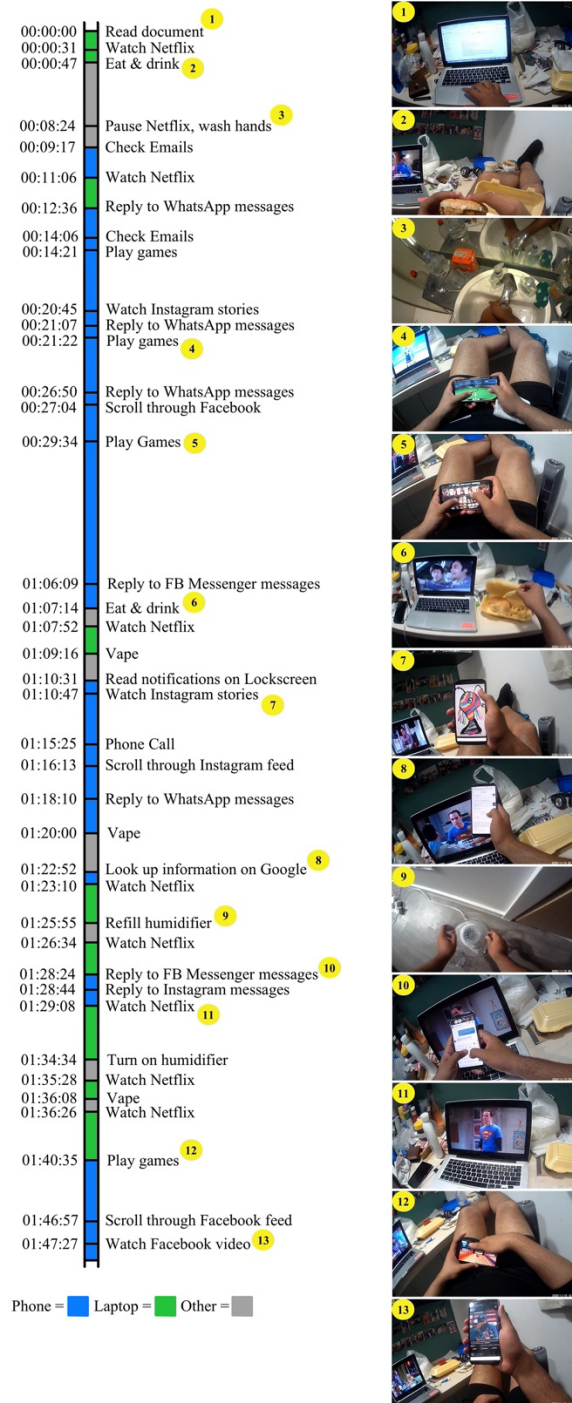 00:00:00 Read document 1
00:00:31 Watch Netflix
00:00:47 Eat & drink 2
00:08:24 Pause Netflix, wash hands 3
00:09:17 Check Emails
00:11:06 Watch Netflix
00:12:36 Reply to WhatsApp messages
00:14:06 Check Emails
00:14:21 Play games
00:20:45 Watch Instagram stories
00:21:07 Reply to WhatsApp messages
00:21:22 Play games 4
00:26:50 Reply to WhatsApp messages
00:27:04 Scroll through Facebook
00:29:34 Play Games 5
01:06:09 Reply to FB Messenger messages
01:07:14 Eat & drink 6
01:07:52 Watch Netflix
01:09:16 Vape
01:10:31 Read notifications on Lockscreen
01:10:47 Watch Instagram stories 7
01:15:25 Phone Call
01:16:13 Scroll through Instagram feed
01:18:10 Reply to WhatsApp messages
01:20:00 Vape
01:22:52 Look up information on Google 8
01:23:10 Watch Netflix
01:25:55 Refill humidifier 9
01:26:34 Watch Netflix
01:28:24 Reply to FB Messenger messages 10
01:28:44 Reply to Instagram messages
01:29:08 Watch Netflix 11
01:34:34 Turn on humidifier
01:35:28 Watch Netflix
01:36:08 Vape
01:36:26 Watch Netflix
01:40:35 Play games 12
01:46:57 Scroll through Facebook feed
01:47:27 Watch Facebook video 13
Phone = Laptop = Other =
1
2
3
4
5
6
7
8
9
10
11
12
13